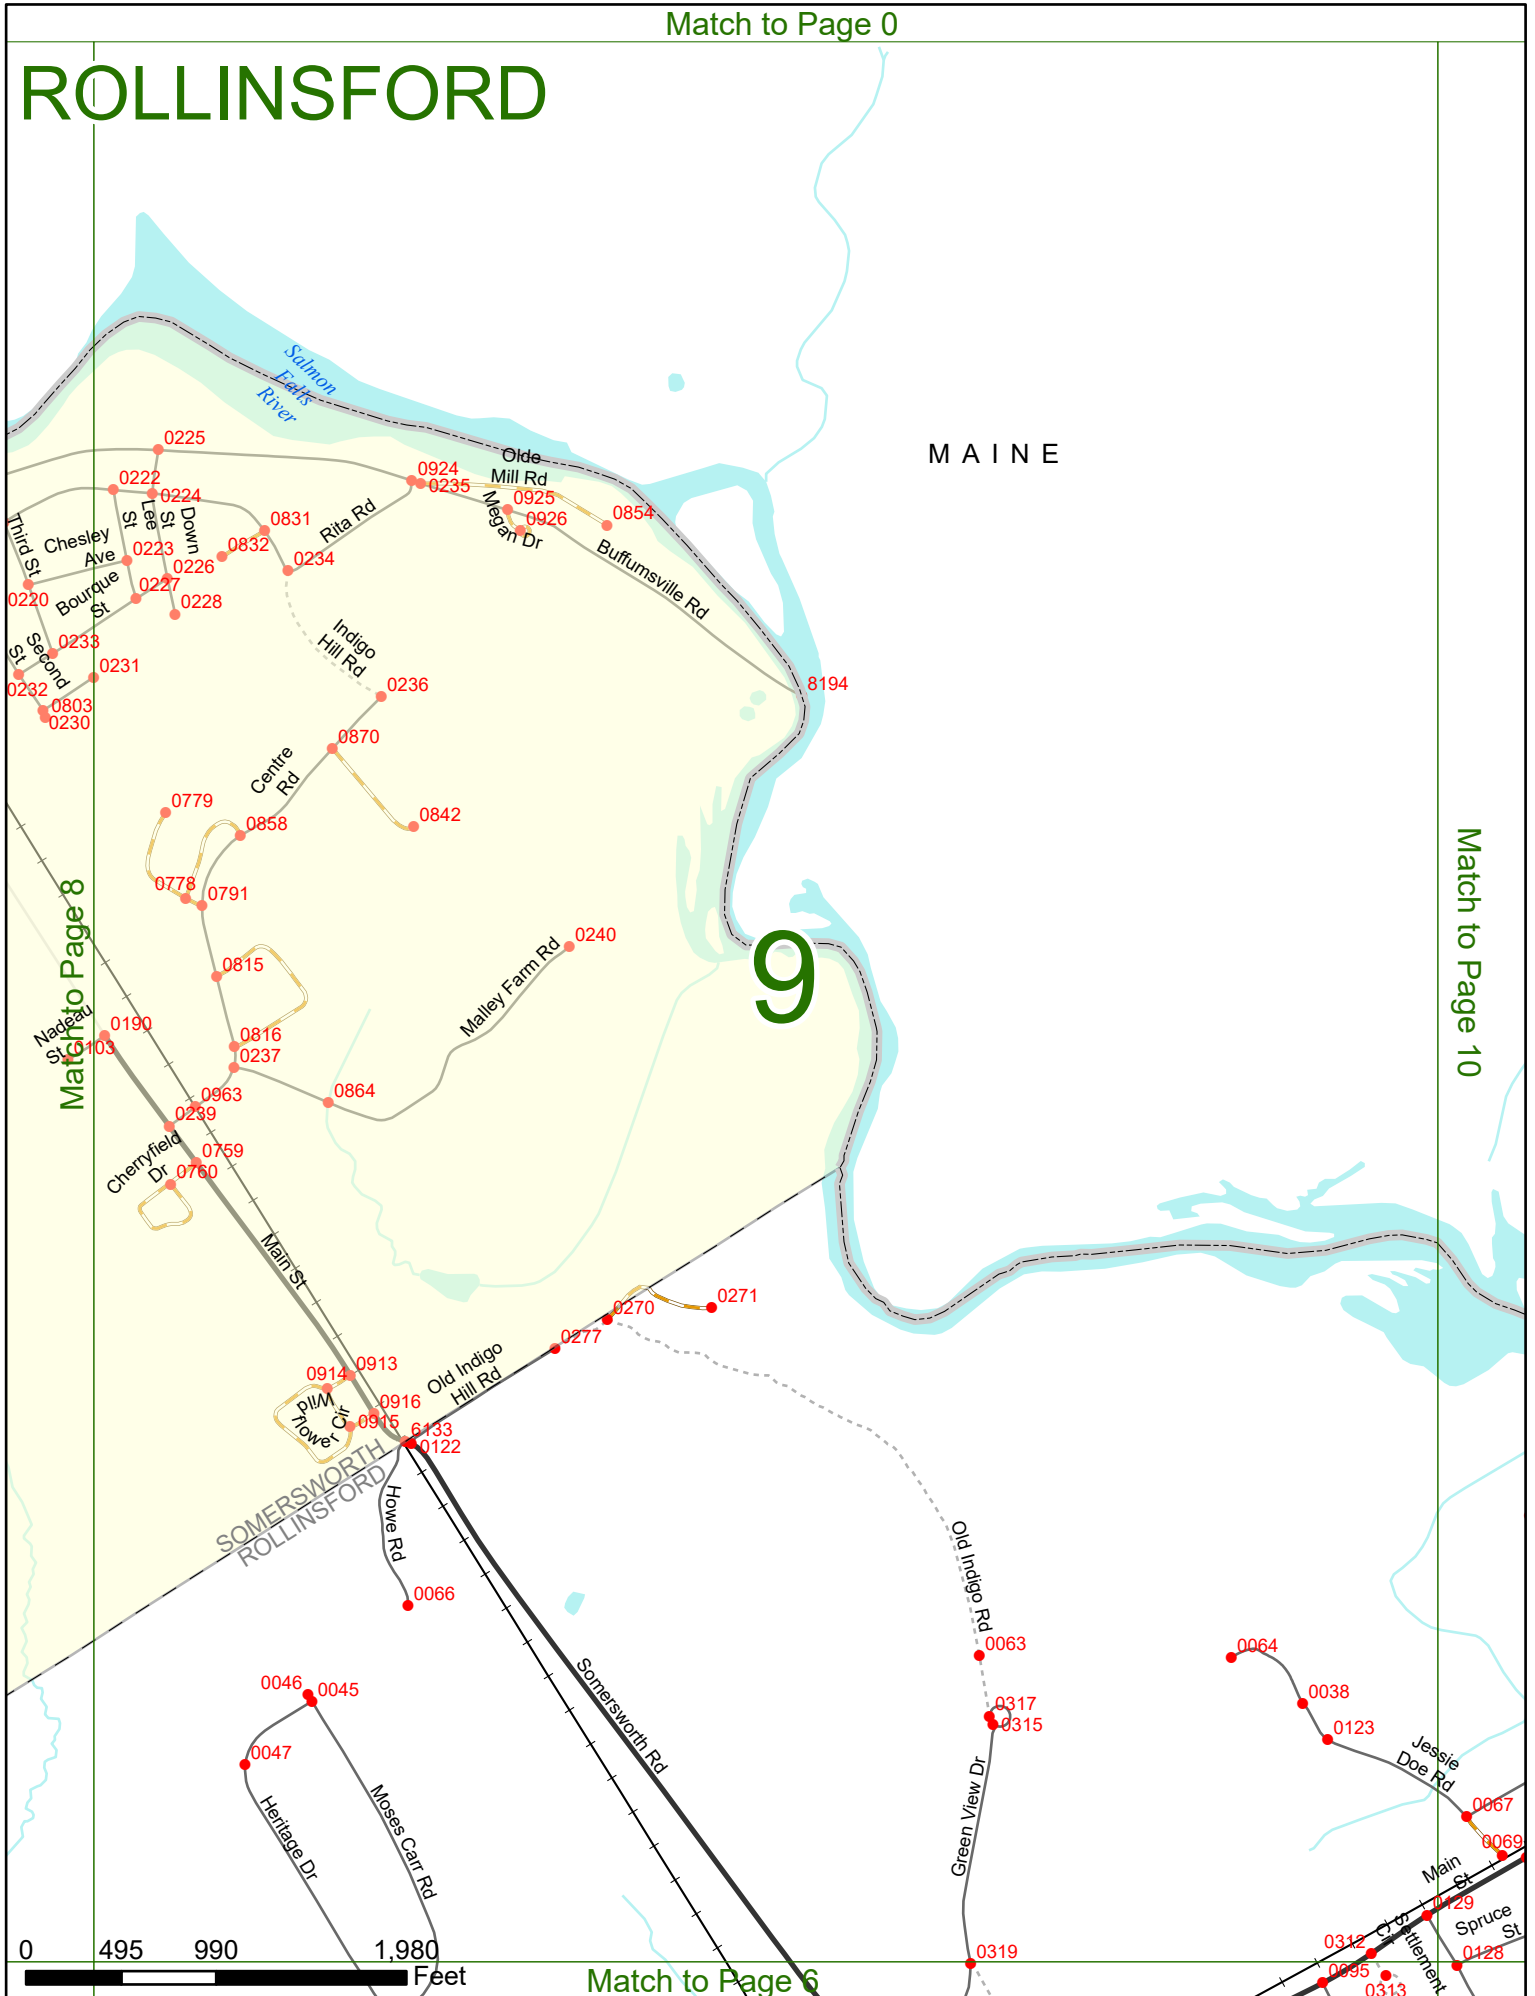 Match to Page 0
ROLLINSFORD
Salmon
Falls
River
MAINE
0225
0222
0224
0924
0235
Olde
Mill Rd
0925
0926
0854
Megan Dr
Buffumsville Rd
Rita Rd
0831
0832
0234
Third St
Chesley
Ave
St
Lee
St
Down
0223
0226
0227
0228
0220
Bourque
St
0233
0231
Second
St
0232
0803
0230
Indigo
Hill Rd
0236
8194
0870
Centre
Rd
0842
0779
0858
0778
0791
Match to Page 8
Match to Page 10
9
0240
Malley Farm Rd
0815
0816
0237
Nadeau
St
0190
0103
0963
0239
0864
0759
0760
Cherryfield
Dr
Main St
0270
0271
0277
Old Indigo
Hill Rd
0913
0914
Wild
flower Cir
0916
0915
6133
0122
SOMERSWORTH
ROLLINSFORD
Howe Rd
0066
Old Indigo Rd
0063
0064
0038
0317
0315
0123
Jessie
Doe Rd
0067
0069
0046
0045
0047
Heritage Dr
Moses Carr Rd
Somersworth Rd
Green View Dr
0319
Main
St
0129
Spruce
St
0128
Settlement
Cir
0312
0095
0313
0 495 990 1,980
Feet
Match to Page 6